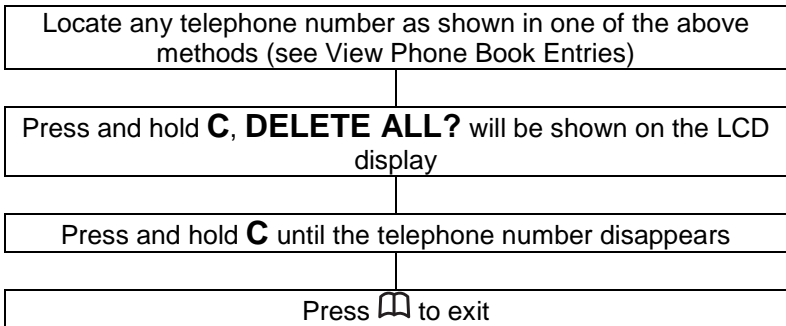 Locate any telephone number as shown in one of the above
methods (see View Phone Book Entries)
Press and hold C, DELETE ALL? will be shown on the LCD
display
Press and hold C until the telephone number disappears
Press to exit